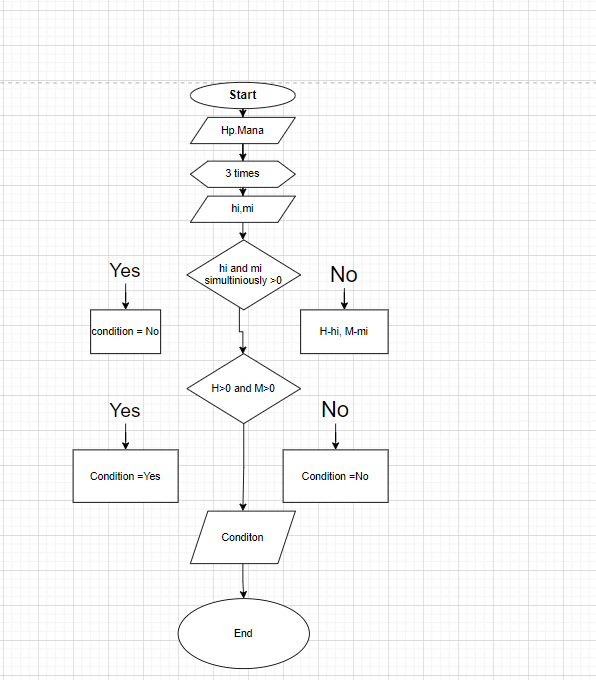 Start
Hp.Mana
3 times
hi,mi
hi and mi
simultiniously >0
Yes
No
condition = No
H-hi, M-mi
H>0 and M>0
Yes
No
Condition =Yes
Condition =No
Conditon
End